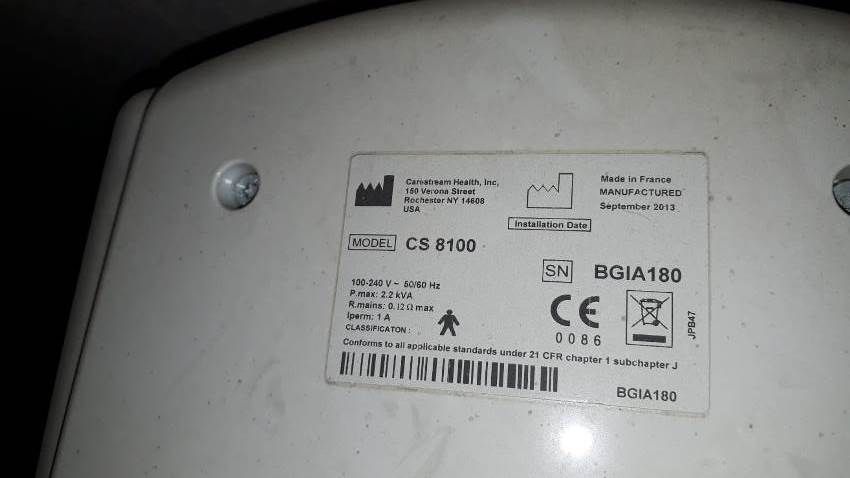 Carestream Health, Inc,
150 Verona Street
Rochester NY 14608
USA
Made in France
MANUFACTURED
September 2013
Installation Date
MODEL CS 8100
SN BGIA180
100-240 V ~ 50/60 Hz
P.max: 2.2 kVA
R.mains: 0.12 Ω max
Iperm: 1 A
CLASSIFICATON :
CE
0086
JPB47
Conforms to all applicable standards under 21 CFR chapter 1 subchapter J
BGIA180